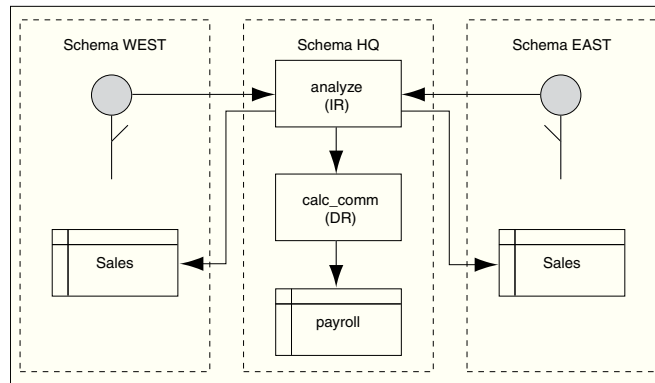 Schema WEST
Schema HQ
Schema EAST
analyze
(IR)
calc_comm
(DR)
Sales
Sales
payroll